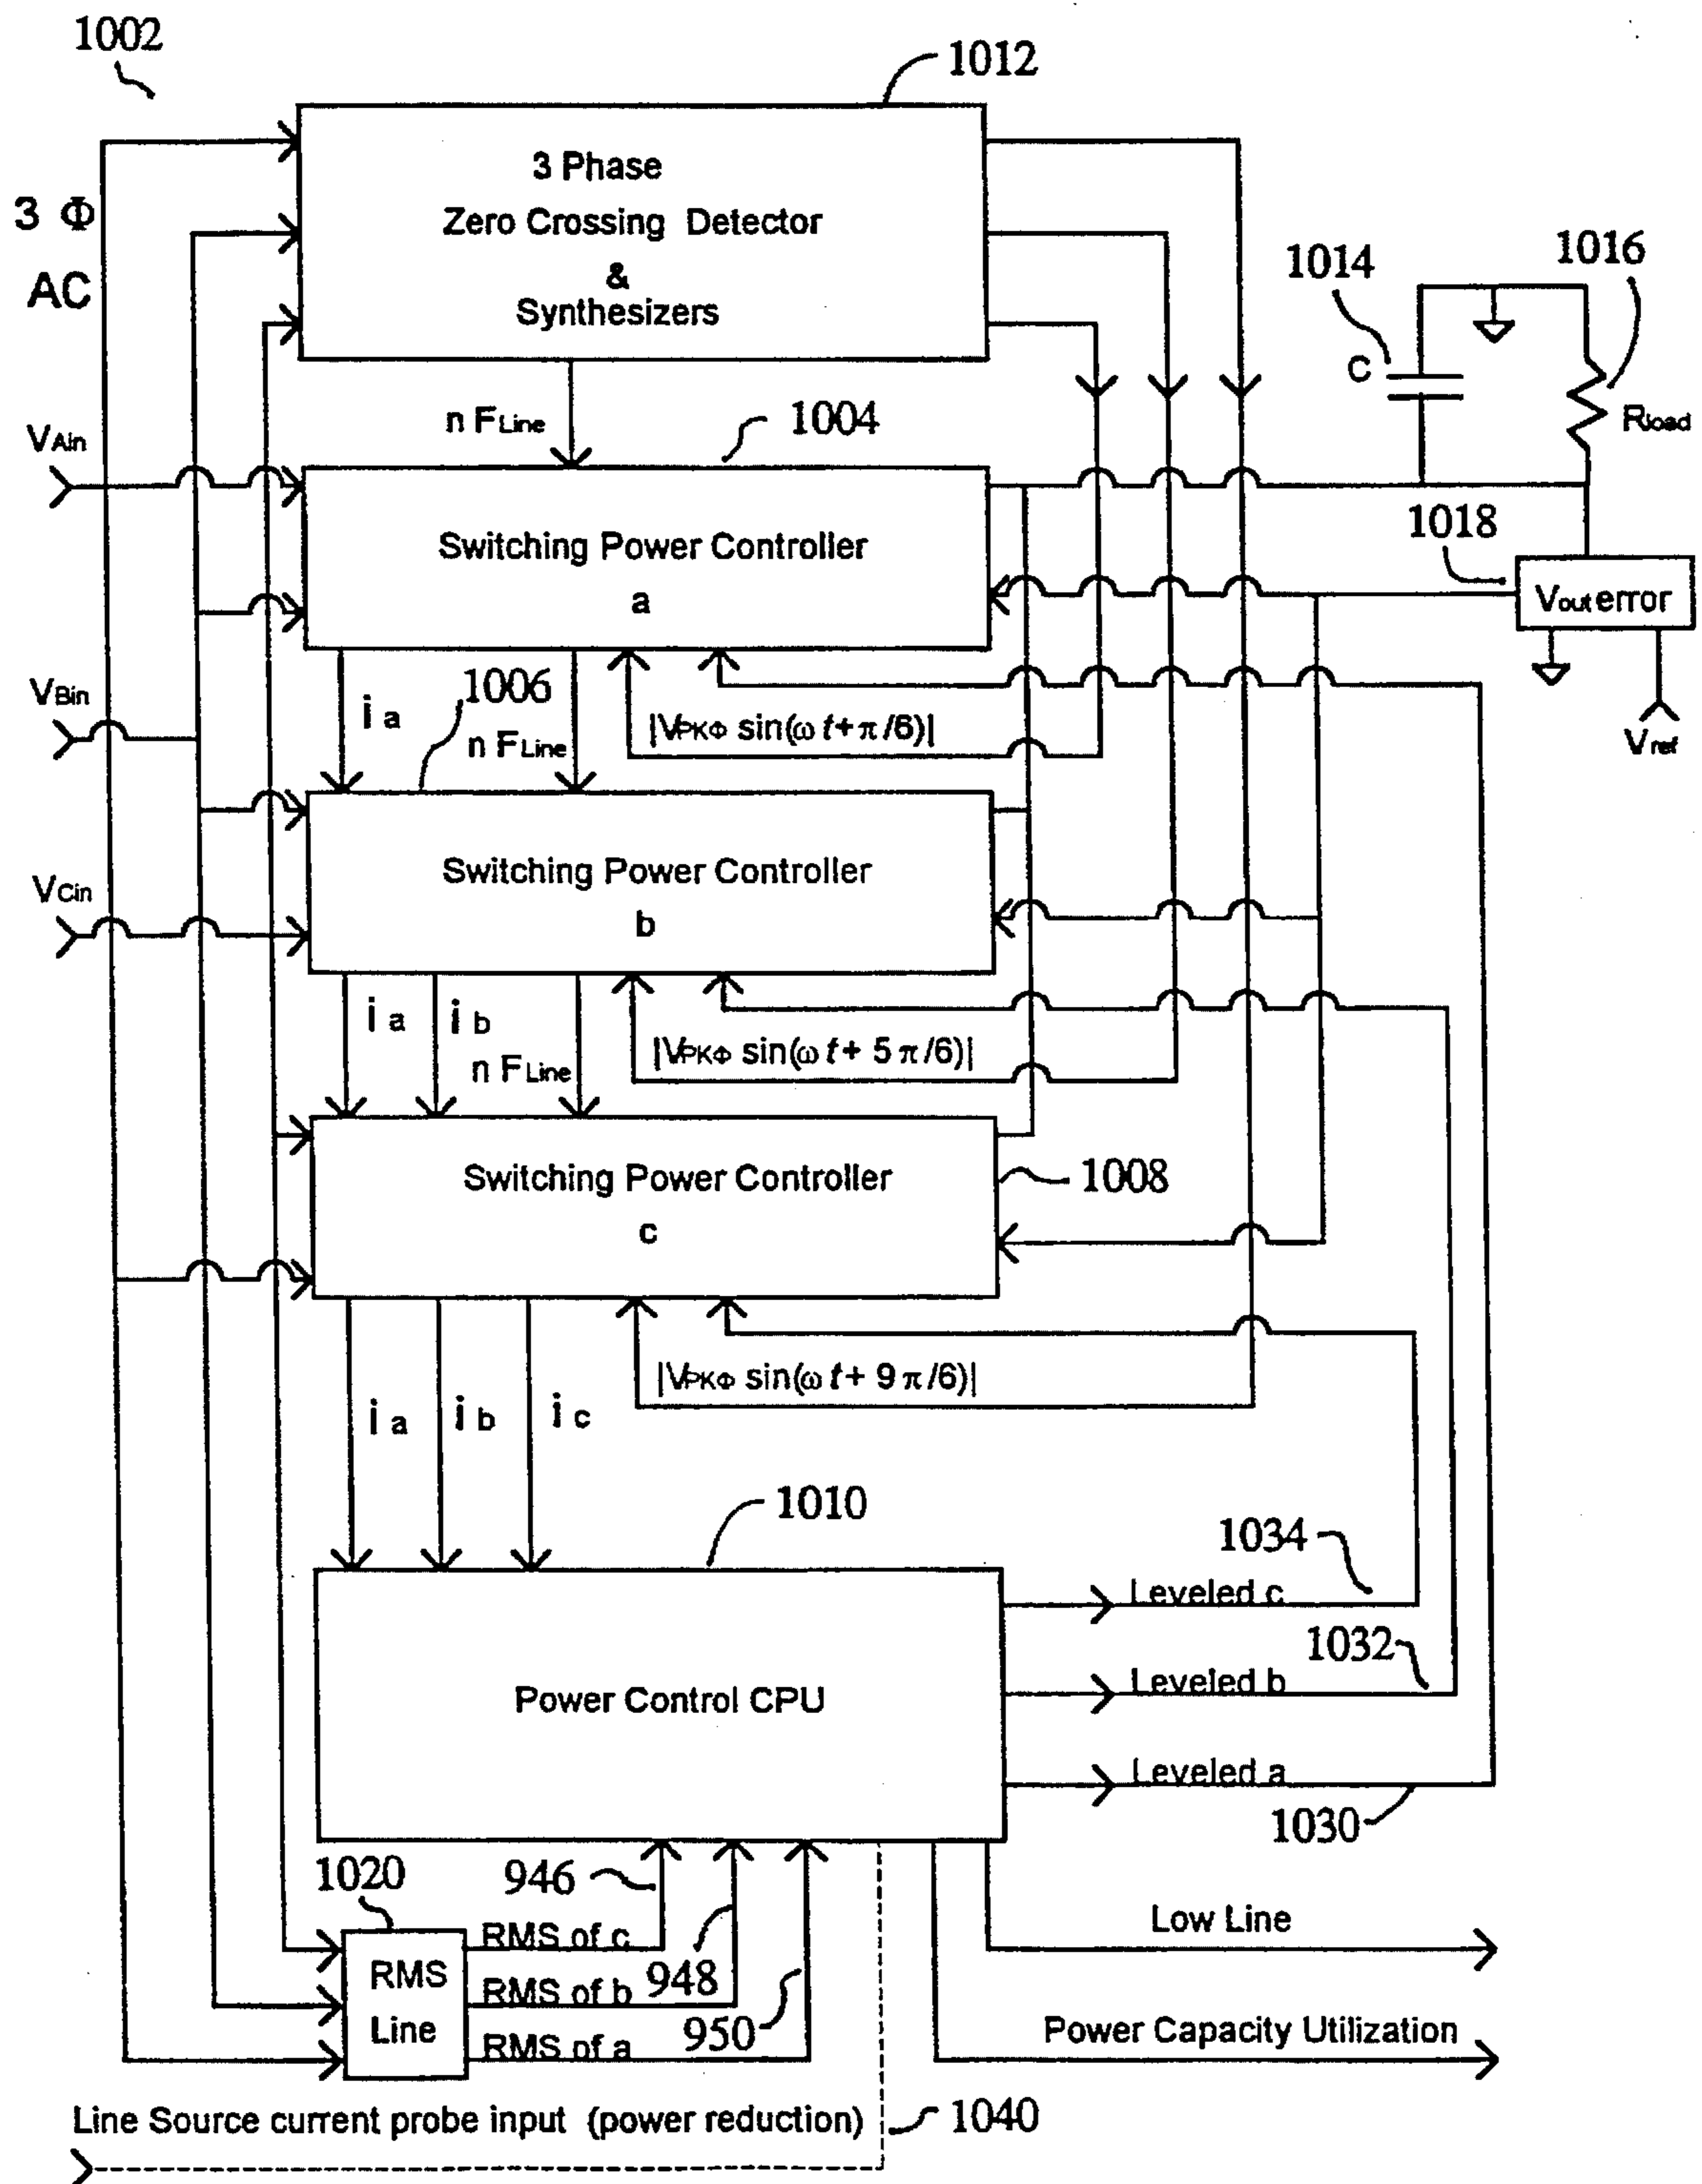 1002
1012
3 Phase
Zero Crossing Detector
&
Synthesizers
3 Φ
AC
1014
1016
C
Rload
n FLine
1004
VAin
Switching Power Controller
a
1018
Vout error
Vref
VBin
i a
1006
n FLine
|VPKΦ sin(ω t+π/6)|
Switching Power Controller
b
VCin
i a
i b
n FLine
|VPKΦ sin(ω t+ 5π/6)|
Switching Power Controller
c
1008
|VPKΦ sin(ω t+ 9π/6)|
i a
i b
i c
1010
Power Control CPU
1034
Leveled c
1032
Leveled b
Leveled a
1030
1020
RMS
Line
946
RMS of c
948
RMS of b
950
RMS of a
Low Line
Power Capacity Utilization
Line Source current probe input (power reduction)
1040